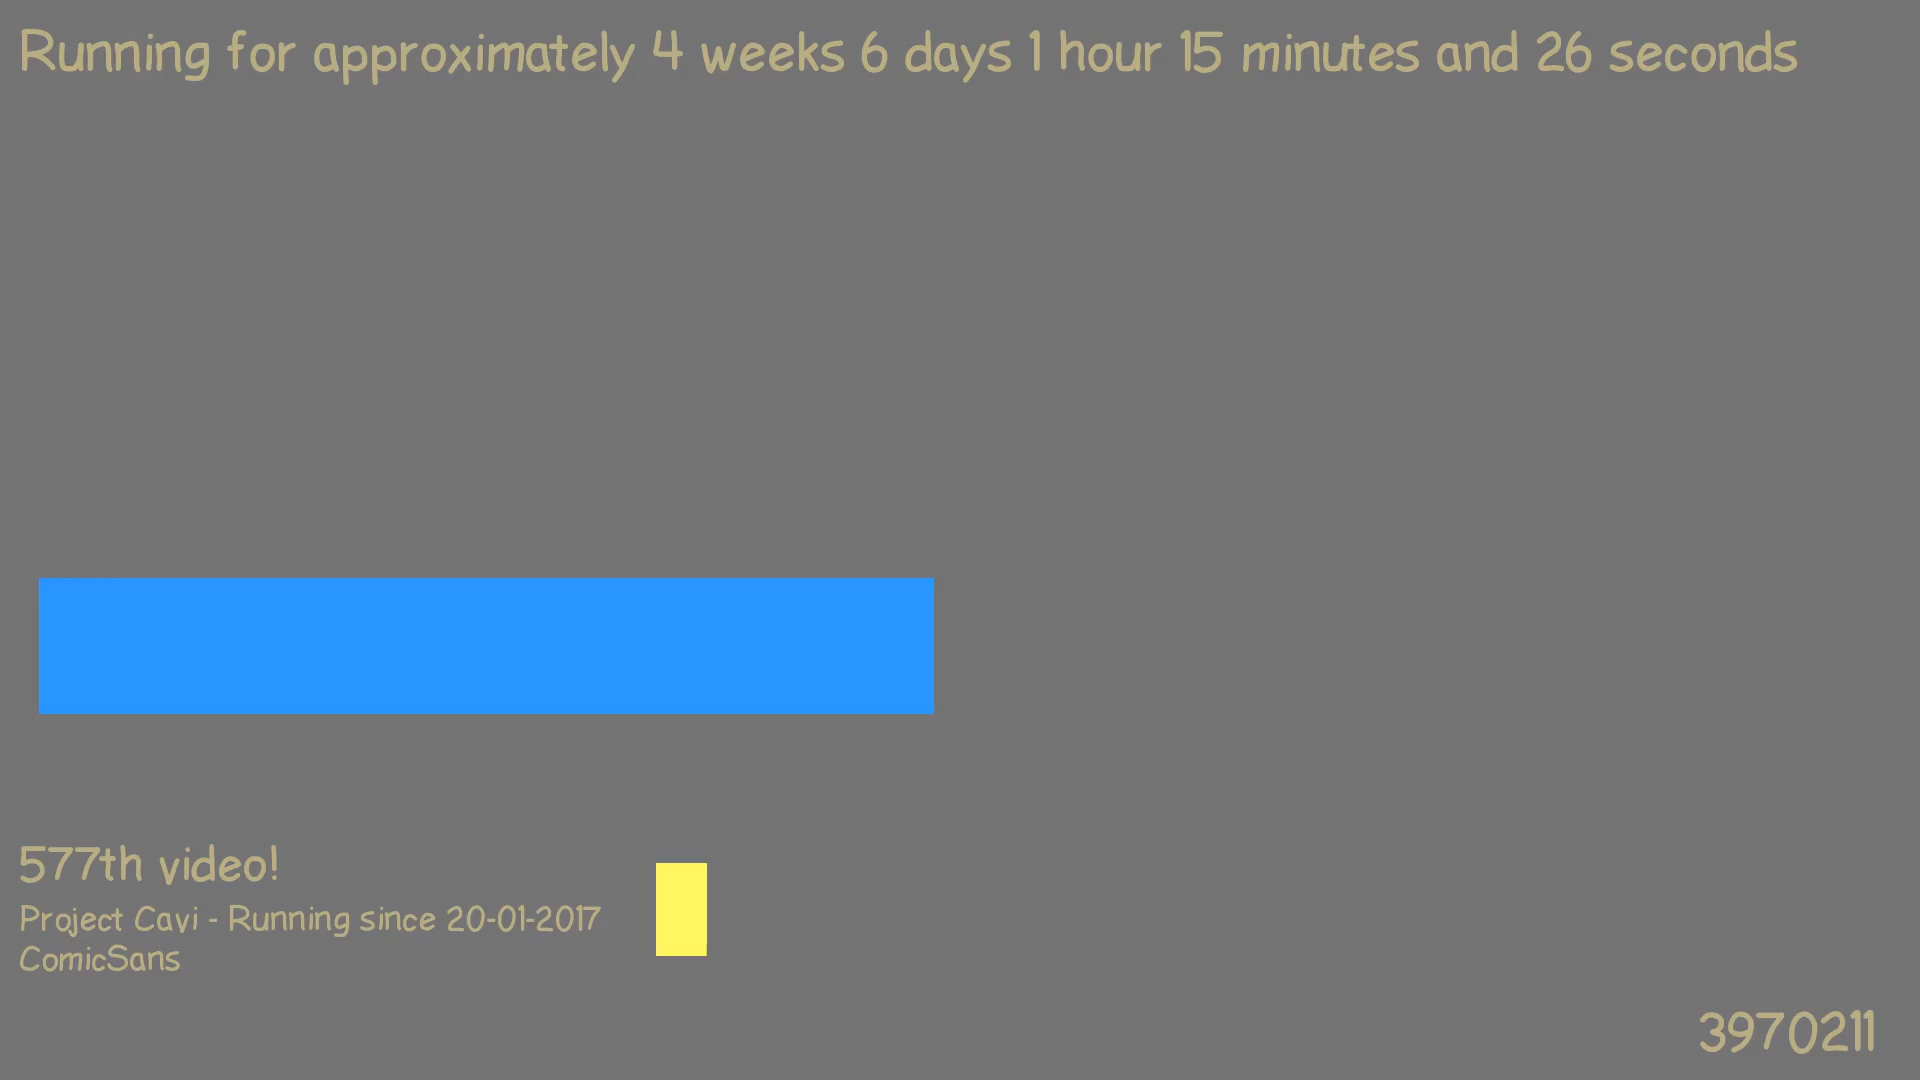 Running for approximately 4 weeks 6 days 1 hour 15 minutes and 26 seconds
577th video!
Project Cavi - Running since 20-01-2017
ComicSans
3970211